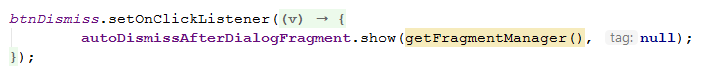 btnDismiss.setOnClickListener((v) → {
autoDismissAfterDialogFragment.show(getFragmentManager(), tag: null);
});